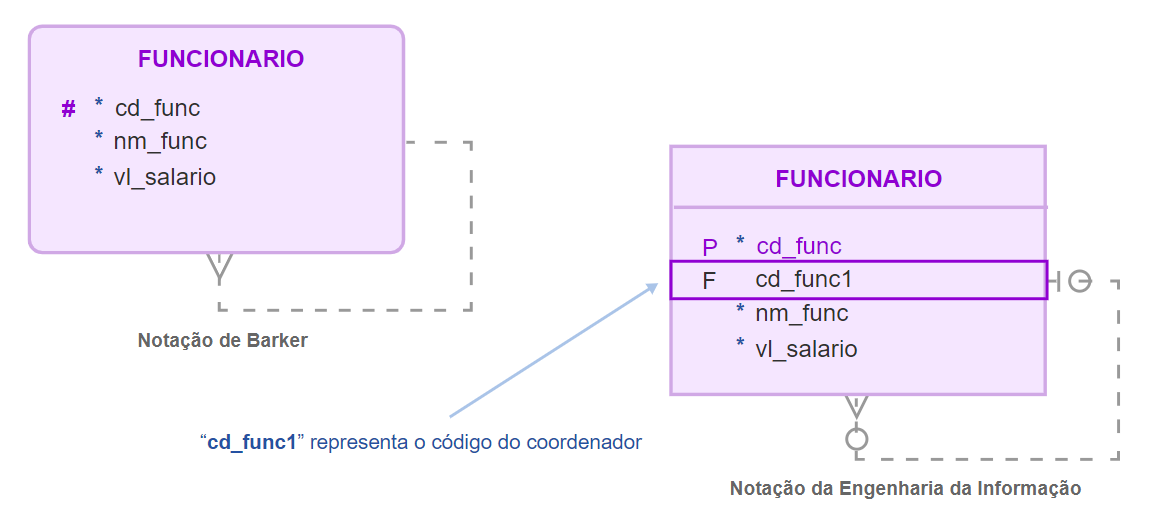 FUNCIONARIO
# * cd_func
* nm_func
* vl_salario
Notação de Barker
FUNCIONARIO
P * cd_func
F cd_func1
* nm_func
* vl_salario
“cd_func1” representa o código do coordenador
Notação da Engenharia da Informação